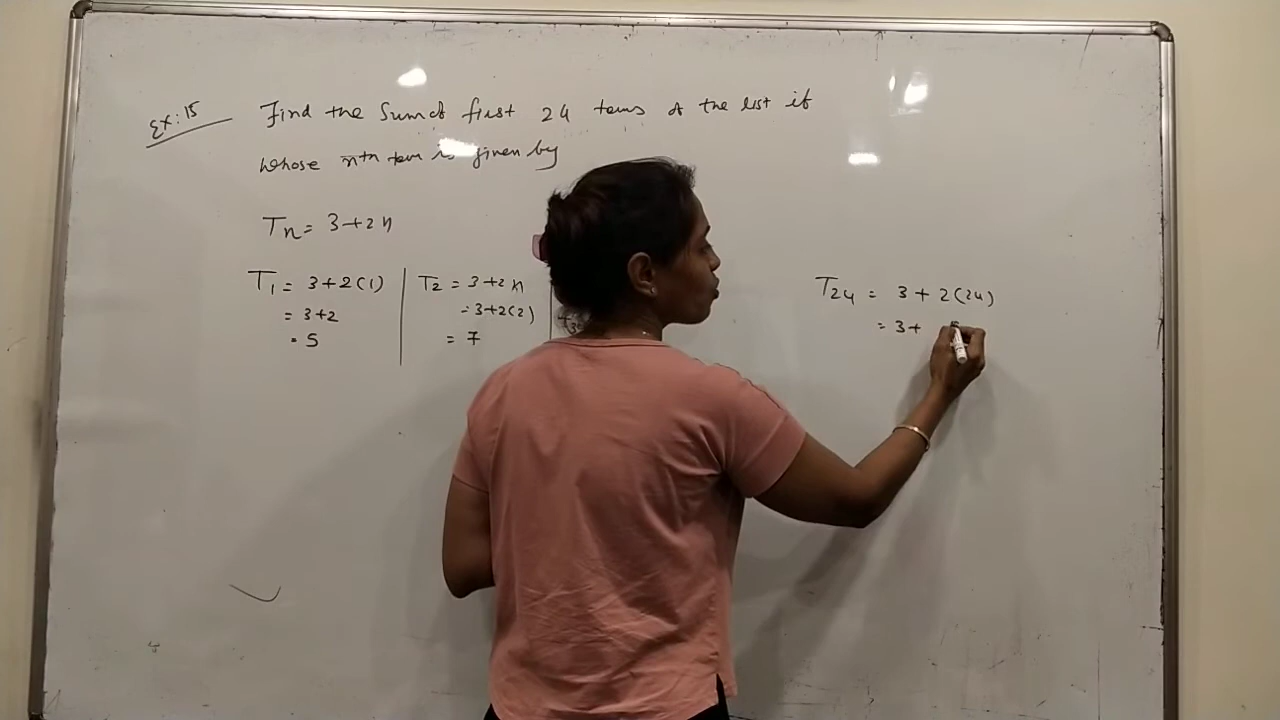 Ex: 15
Find the Sum of first 24 terms of the list if
whose nth term is given by
Tn = 3+2n
T1 = 3+2(1)
= 3+2
= 5
T2 = 3+2n
= 3+2(2)
= 7
T24 = 3 + 2(24)
= 3+